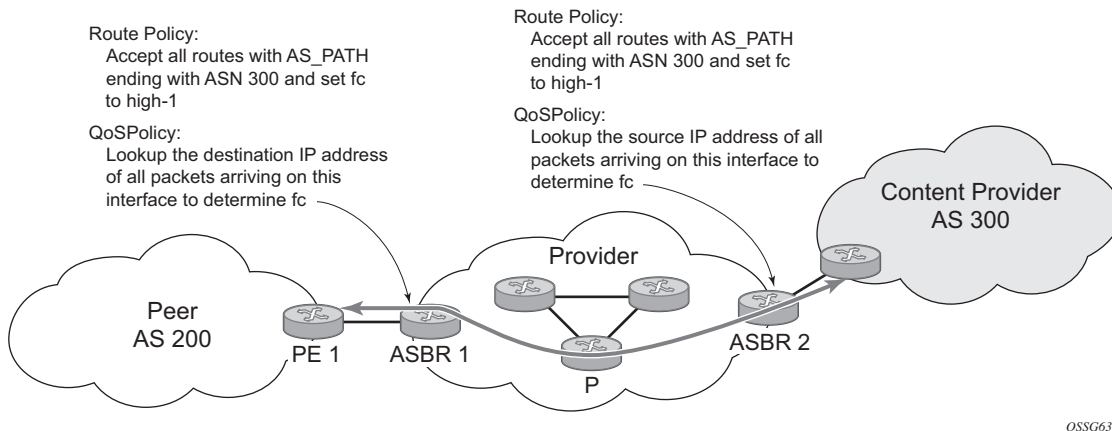 Route Policy:
Accept all routes with AS_PATH
ending with ASN 300 and set fc
to high-1
QoSPolicy:
Lookup the destination IP address
of all packets arriving on this
interface to determine fc
Route Policy:
Accept all routes with AS_PATH
ending with ASN 300 and set fc
to high-1
QoSPolicy:
Lookup the source IP address of all
packets arriving on this interface to
determine fc
Content Provider
AS 300
Provider
Peer
AS 200
PE 1
ASBR 1
P
ASBR 2
OSSG63